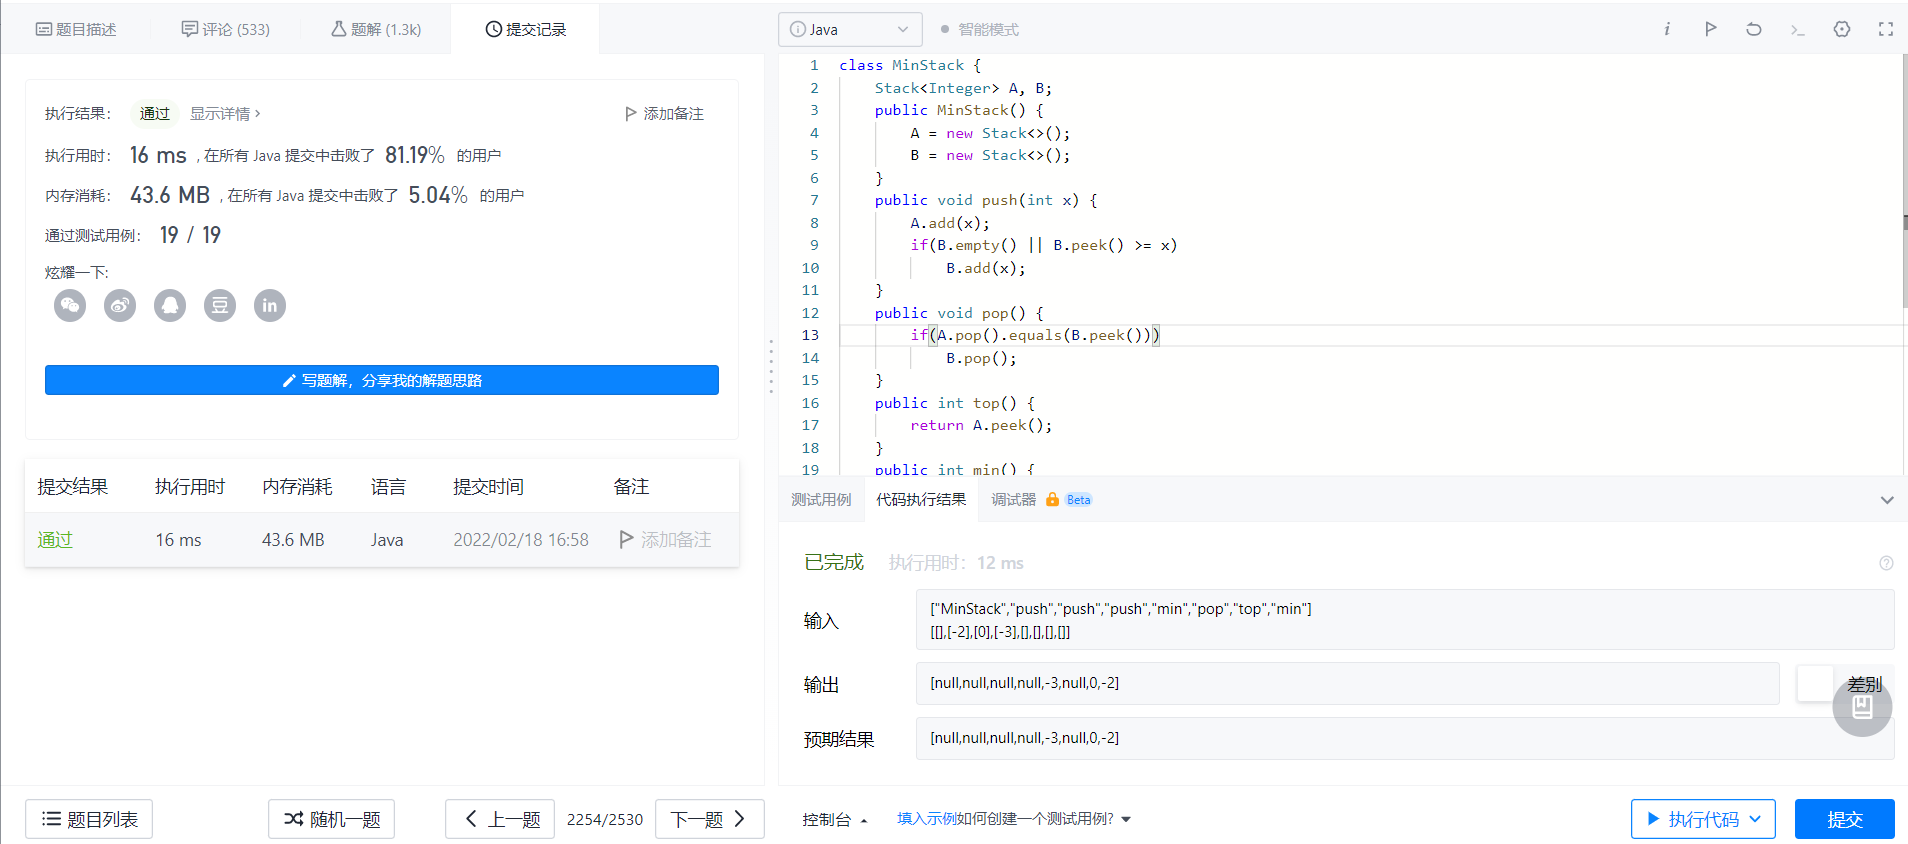 题目描述
评论 (533)
题解 (1.3k)
提交记录
执行结果：
通过
显示详情 ›
添加备注
执行用时：
16 ms
, 在所有 Java 提交中击败了
81.19%
的用户
内存消耗：
43.6 MB
, 在所有 Java 提交中击败了
5.04%
的用户
通过测试用例：
19 / 19
炫耀一下:
豆
in
写题解，分享我的解题思路
提交结果
执行用时
内存消耗
语言
提交时间
备注
通过
16 ms
43.6 MB
Java
2022/02/18 16:58
添加备注
题目列表
随机一题
上一题
2254/2530
下一题
Java
智能模式
1 class MinStack {
2 Stack<Integer> A, B;
3 public MinStack() {
4 A = new Stack<>();
5 B = new Stack<>();
6 }
7 public void push(int x) {
8 A.add(x);
9 if(B.empty() || B.peek() >= x)
10 B.add(x);
11 }
12 public void pop() {
13 if(A.pop().equals(B.peek()))
14 B.pop();
15 }
16 public int top() {
17 return A.peek();
18 }
19 public int min() {
测试用例
代码执行结果
调试器
Beta
已完成
执行用时：12 ms
输入
["MinStack","push","push","push","min","pop","top","min"]
[[],[-2],[0],[-3],[],[],[],[]]
输出
[null,null,null,null,-3,null,0,-2]
差别
预期结果
[null,null,null,null,-3,null,0,-2]
控制台
填入示例
如何创建一个测试用例?
执行代码
提交